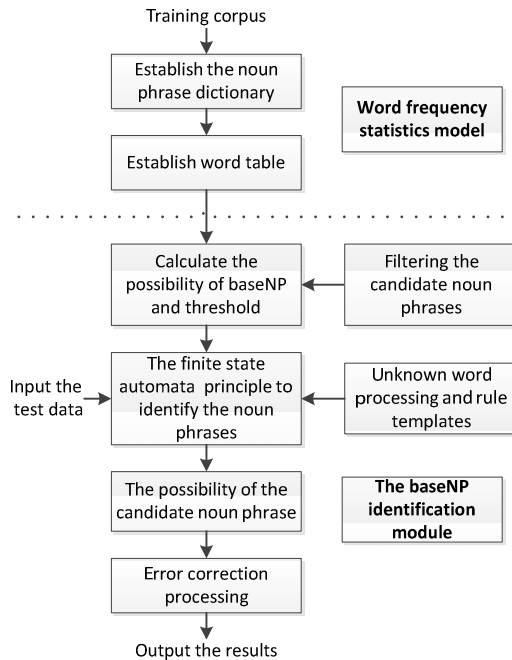 Training corpus
Establish the noun
phrase dictionary
Word frequency
statistics model
Establish word table
Calculate the
possibility of baseNP
and threshold
Filtering the
candidate noun
phrases
Input the
test data
The finite state
automata principle to
identify the noun
phrases
Unknown word
processing and rule
templates
The possibility of the
candidate noun phrase
The baseNP
identification
module
Error correction
processing
Output the results